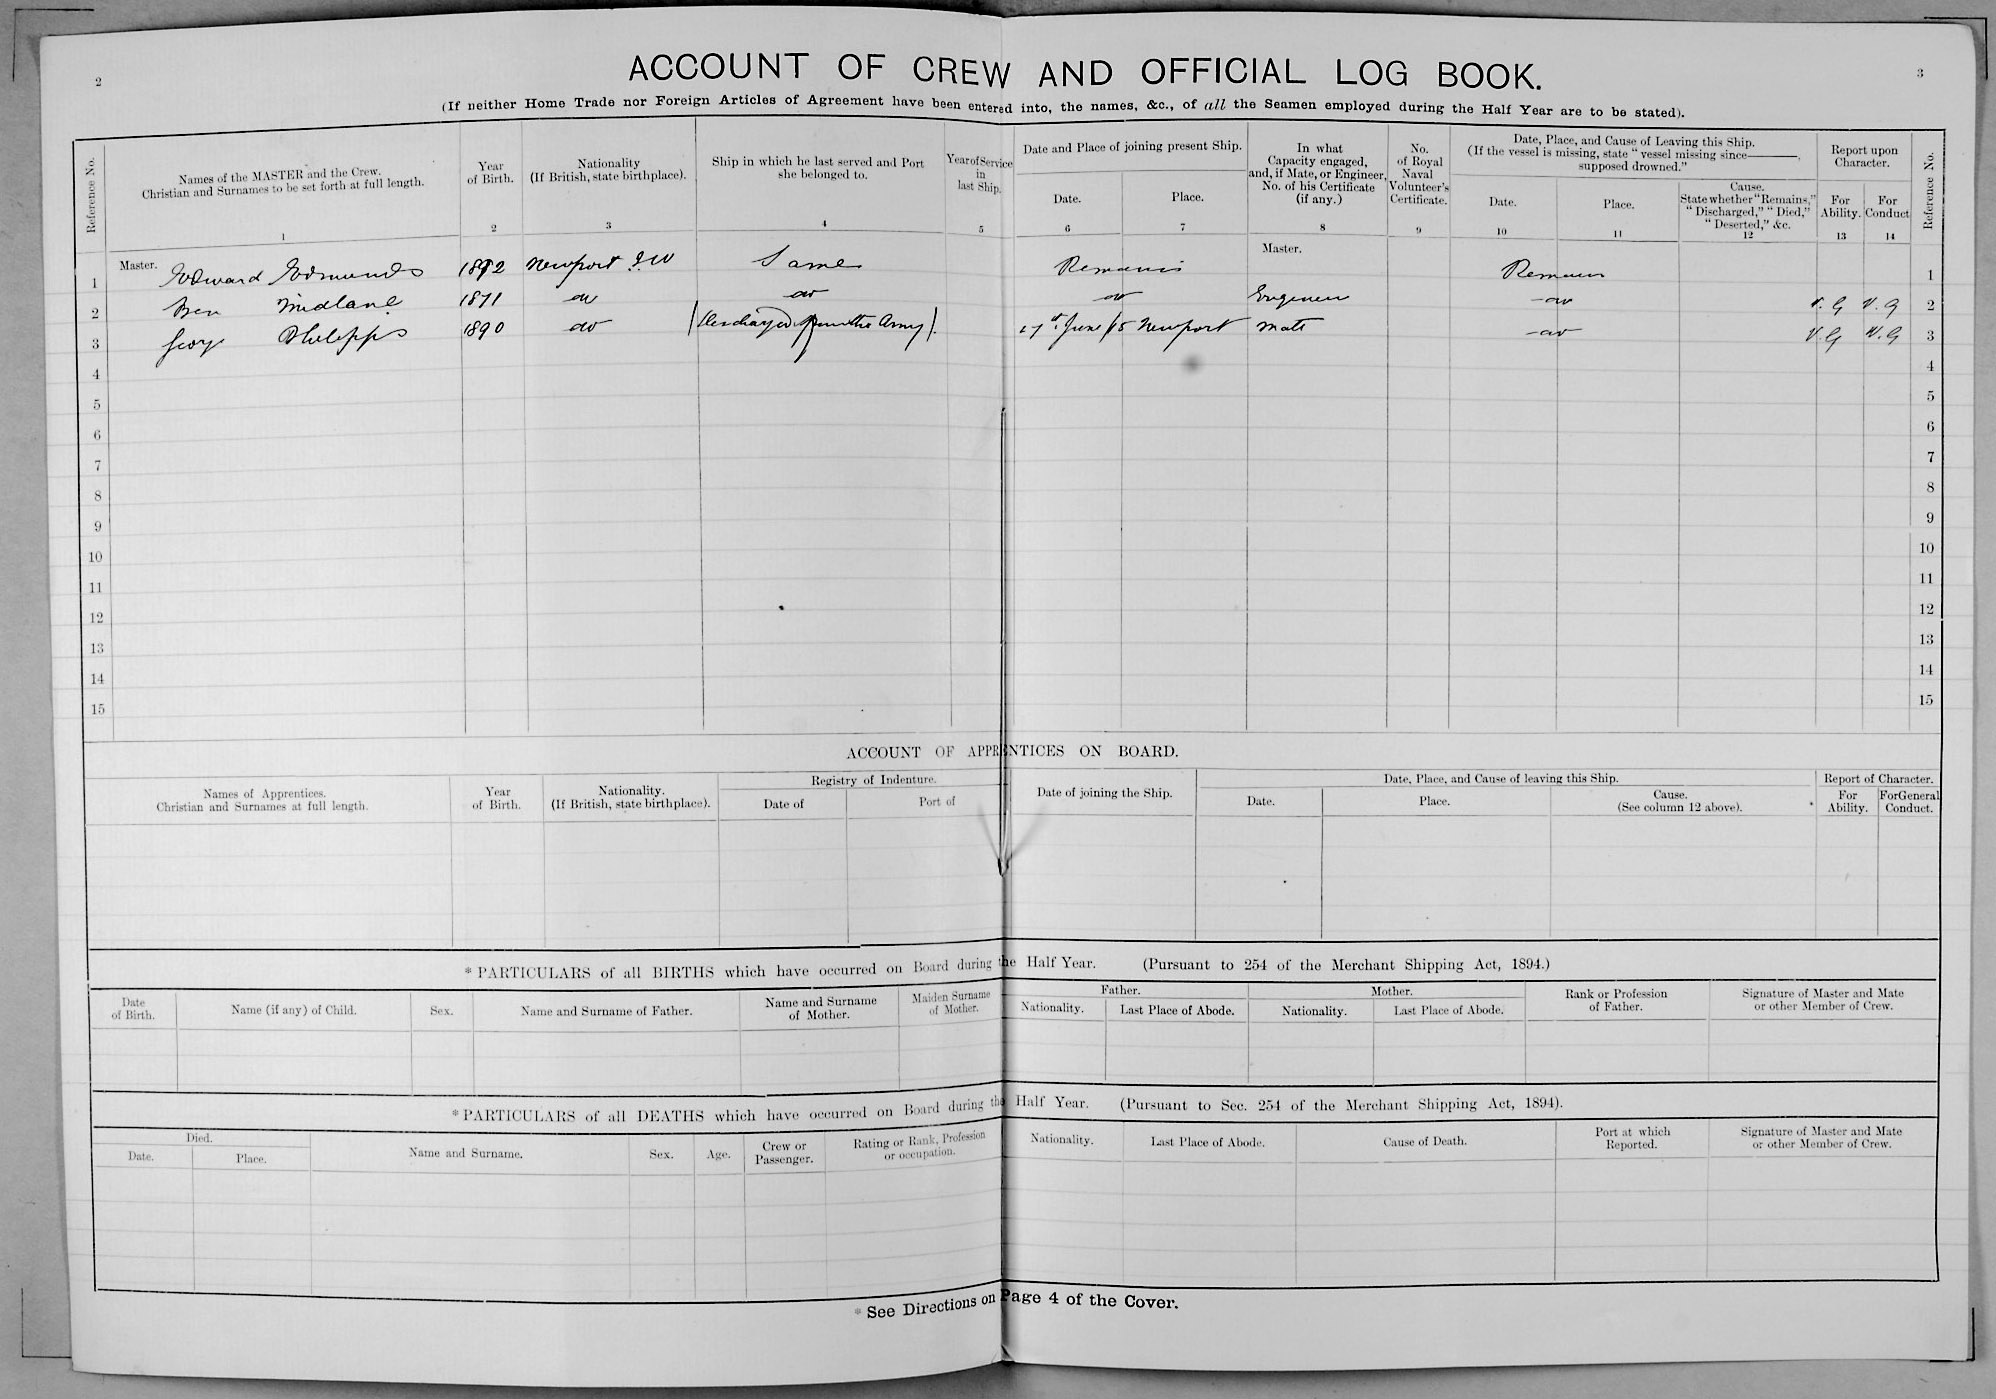 2
3
ACCOUNT OF CREW AND OFFICIAL LOG BOOK.
(If neither Home Trade nor Foreign Articles of Agreement have been entered into, the names, &c., of all the Seamen employed during the Half Year are to be stated).
Reference No.
Names of the MASTER and the Crew.
Christian and Surnames to be set forth at full length.
1
Year
of Birth.
2
Nationality
(If British, state birthplace).
3
Ship in which he last served and Port
she belonged to.
4
Year of Service
in
last Ship.
5
Date and Place of joining present Ship.
Date.
6
Place.
7
In what
Capacity engaged,
and, if Mate, or Engineer,
No. of his Certificate
(if any.)
8
No.
of Royal
Naval
Volunteer's
Certificate.
9
Date, Place, and Cause of Leaving this Ship.
(If the vessel is missing, state "vessel missing since———,
supposed drowned."
Date.
10
Place.
11
Cause.
State whether "Remains,"
"Discharged," "Died,"
"Deserted," &c.
12
Report upon
Character.
For
Ability.
13
For
Conduct
14
Reference No.
1 Master. Edward Edmunds Newport I W Same Remains Master. Remains 1
2 Ben Midlane 1871 do do do Engineer - do V. G V. G 2
3 Phillipps 1890 do (Discharged from the Army). June 15 Newport Mate - do V. G V. G 3
4 4
5 5
6 6
7 7
8 8
9 9
10 10
11 11
12 12
13 13
14 14
15 15
ACCOUNT OF APPRENTICES ON BOARD.
Names of Apprentices.
Christian and Surnames at full length.
Year
of Birth.
Nationality.
(If British, state birthplace).
Registry of Indenture.
Date of
Port of
Date of joining the Ship.
Date, Place, and Cause of leaving this Ship.
Date.
Place.
Cause.
(See column 12 above).
Report of Character.
For
Ability.
For General
Conduct.
* PARTICULARS of all BIRTHS which have occurred on Board during the Half Year. (Pursuant to 254 of the Merchant Shipping Act, 1894.)
Date
of Birth.
Name (if any) of Child.
Sex.
Name and Surname of Father.
Name and Surname
of Mother.
Maiden Surname
of Mother.
Father.
Nationality.
Last Place of Abode.
Mother.
Nationality.
Last Place of Abode.
Rank or Profession
of Father.
Signature of Master and Mate
or other Member of Crew.
* PARTICULARS of all DEATHS which have occurred on Board during the Half Year. (Pursuant to Sec. 254 of the Merchant Shipping Act, 1894).
Died.
Date.
Place.
Name and Surname.
Sex.
Age.
Crew or
Passenger.
Rating or Rank, Profession
or occupation.
Nationality.
Last Place of Abode.
Cause of Death.
Port at which
Reported.
Signature of Master and Mate
or other Member of Crew.
* See Directions on Page 4 of the Cover.